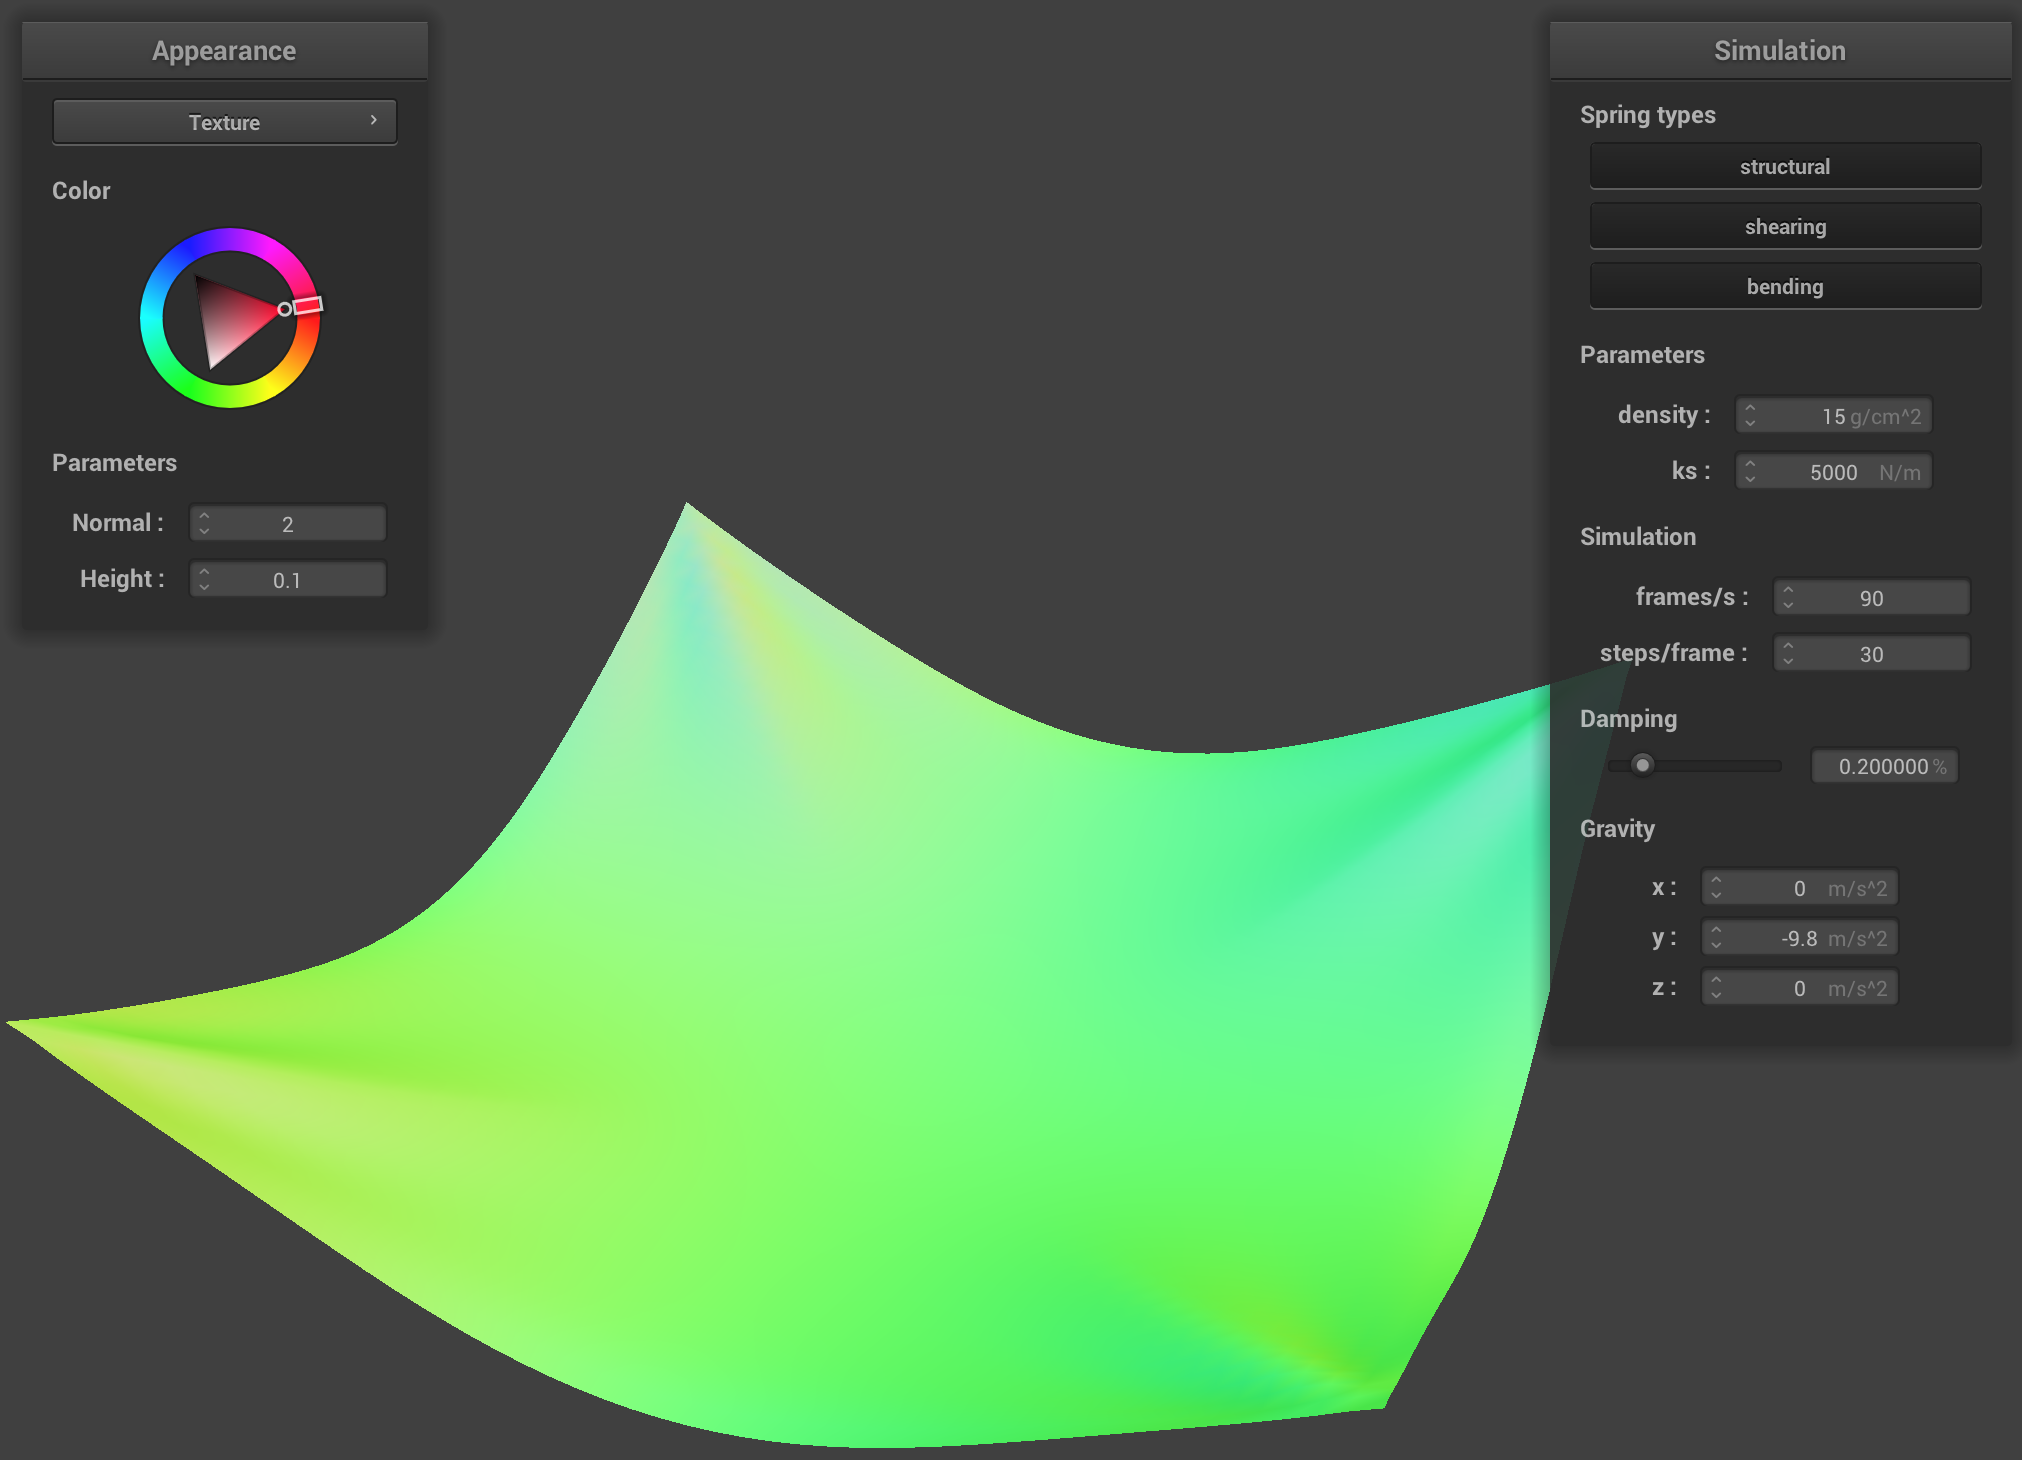 Appearance
Texture
Color
Parameters
Normal : 2
Height : 0.1
Simulation
Spring types
structural
shearing
bending
Parameters
density : 15 g/cm^2
ks : 5000 N/m
Simulation
frames/s : 90
steps/frame : 30
Damping
0.200000 %
Gravity
x : 0 m/s^2
y : -9.8 m/s^2
z : 0 m/s^2